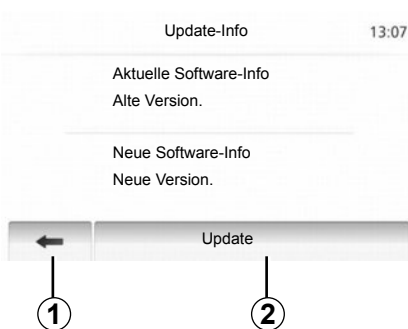 Update-Info 13:07
Aktuelle Software-Info
Alte Version.
Neue Software-Info
Neue Version.
Update
1 2